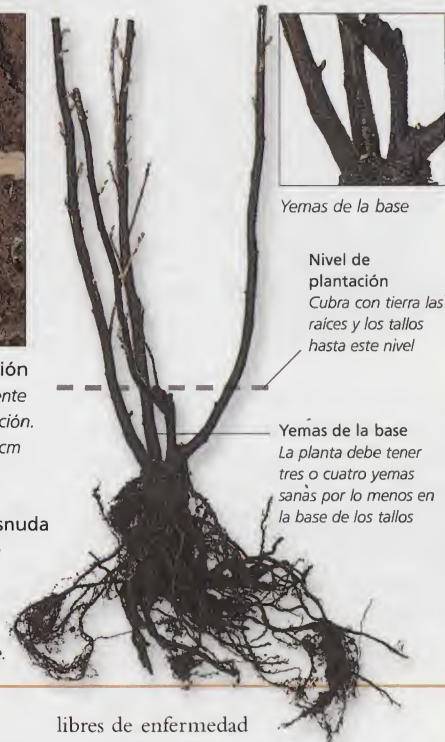 Yemas de la base
Nivel de
plantación
Cubra con tierra las
raíces y los tallos
hasta este nivel
Yemas de la base
La planta debe tener
tres o cuatro yemas
sanas por lo menos en
la base de los tallos
cm
libres de enfermedad